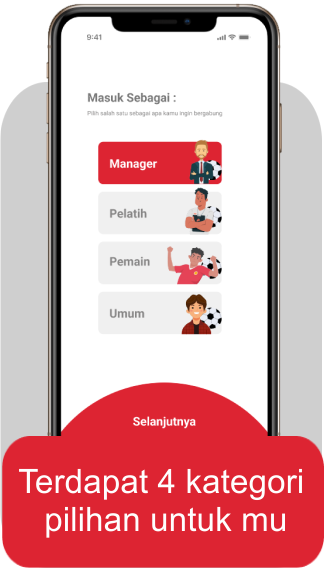 9:41
Masuk Sebagai :
Pilih salah satu sebagai apa kamu ingin bergabung
Manager
Pelatih
Pemain
Umum
Selanjutnya
Terdapat 4 kategori
pilihan untuk mu